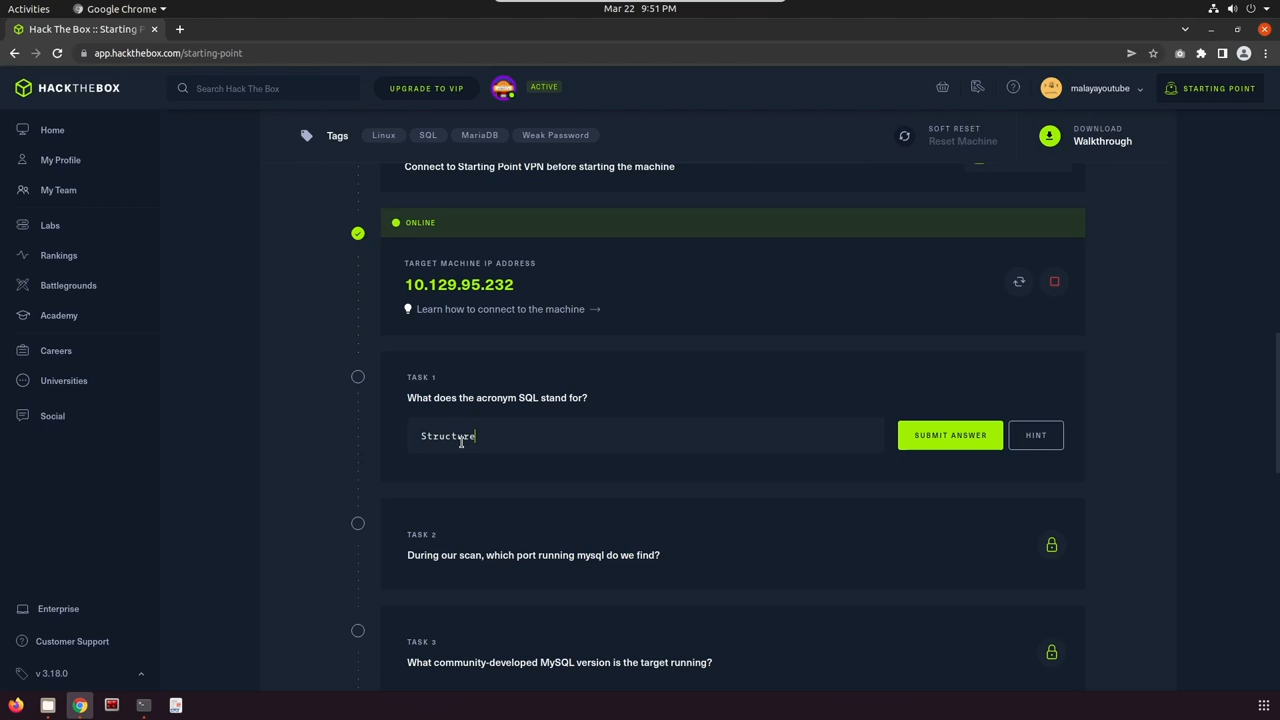 Activities
Google Chrome
Mar 22 9:51 PM
Hack The Box :: Starting P
app.hackthebox.com/starting-point
HACKTHEBOX
Search Hack The Box
UPGRADE TO VIP
ACTIVE
malayayoutube
STARTING POINT
Home
My Profile
My Team
Labs
Rankings
Battlegrounds
Academy
Careers
Universities
Social
Enterprise
Customer Support
v 3.18.0
Tags
Linux
SQL
MariaDB
Weak Password
SOFT RESET
Reset Machine
DOWNLOAD
Walkthrough
Connect to Starting Point VPN before starting the machine
ONLINE
TARGET MACHINE IP ADDRESS
10.129.95.232
Learn how to connect to the machine
TASK 1
What does the acronym SQL stand for?
Structure
SUBMIT ANSWER
HINT
TASK 2
During our scan, which port running mysql do we find?
TASK 3
What community-developed MySQL version is the target running?